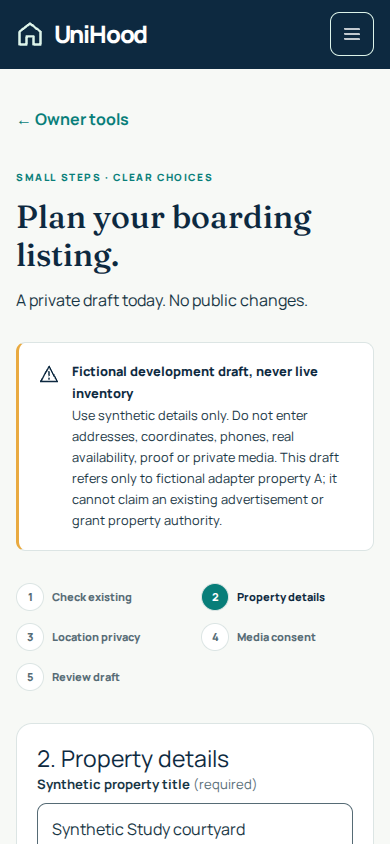 UniHood
← Owner tools
SMALL STEPS · CLEAR CHOICES
Plan your boarding
listing.
A private draft today. No public changes.
Fictional development draft, never live
inventory
Use synthetic details only. Do not enter
addresses, coordinates, phones, real
availability, proof or private media. This draft
refers only to fictional adapter property A; it
cannot claim an existing advertisement or
grant property authority.
1 Check existing
2 Property details
3 Location privacy
4 Media consent
5 Review draft
2. Property details
Synthetic property title (required)
Synthetic Study courtyard